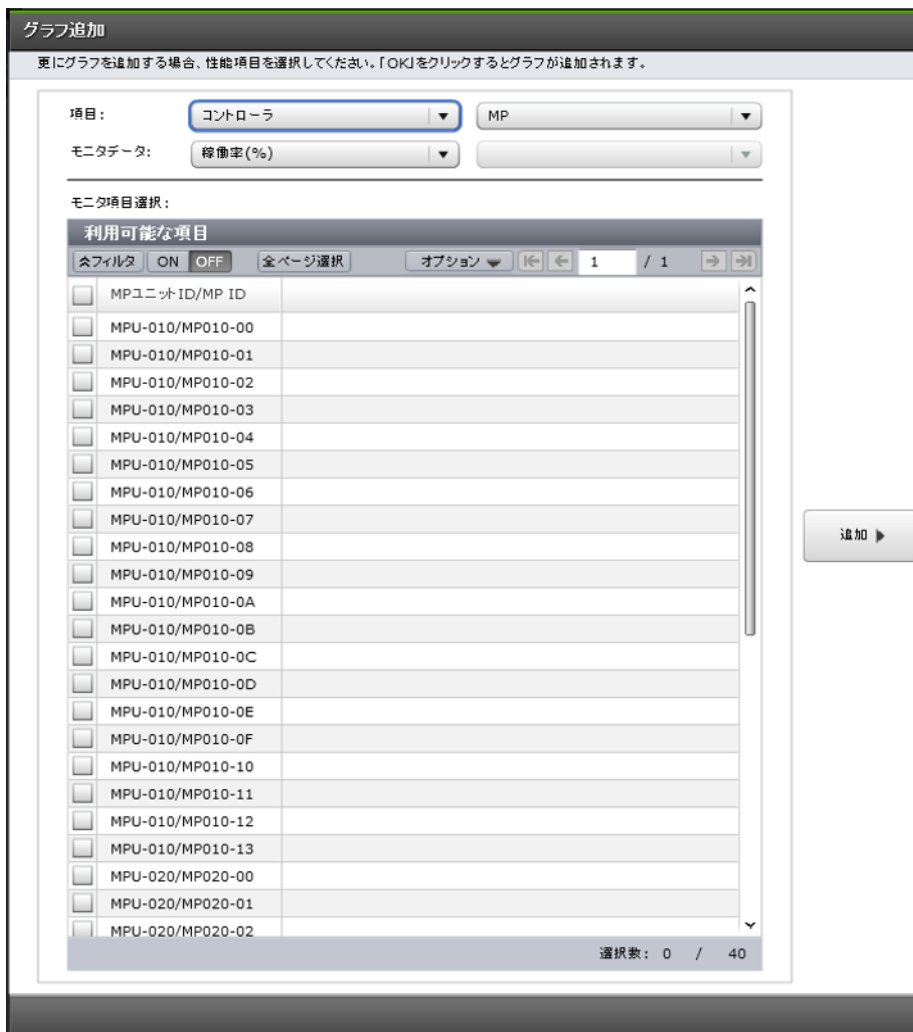 グラフ追加
更にグラフを追加する場合、性能項目を選択してください。「OK」をクリックするとグラフが追加されます。
項目: コントローラ MP
モニタデータ: 稼働率(%)
モニタ項目選択:
利用可能な項目
フィルタ ON OFF 全ページ選択 オプション 1 / 1
MPユニットID/MP ID
MPU-010/MP010-00
MPU-010/MP010-01
MPU-010/MP010-02
MPU-010/MP010-03
MPU-010/MP010-04
MPU-010/MP010-05
MPU-010/MP010-06
MPU-010/MP010-07
MPU-010/MP010-08
MPU-010/MP010-09
MPU-010/MP010-0A
MPU-010/MP010-0B
MPU-010/MP010-0C
MPU-010/MP010-0D
MPU-010/MP010-0E
MPU-010/MP010-0F
MPU-010/MP010-10
MPU-010/MP010-11
MPU-010/MP010-12
MPU-010/MP010-13
MPU-020/MP020-00
MPU-020/MP020-01
MPU-020/MP020-02
選択数: 0 / 40
追加